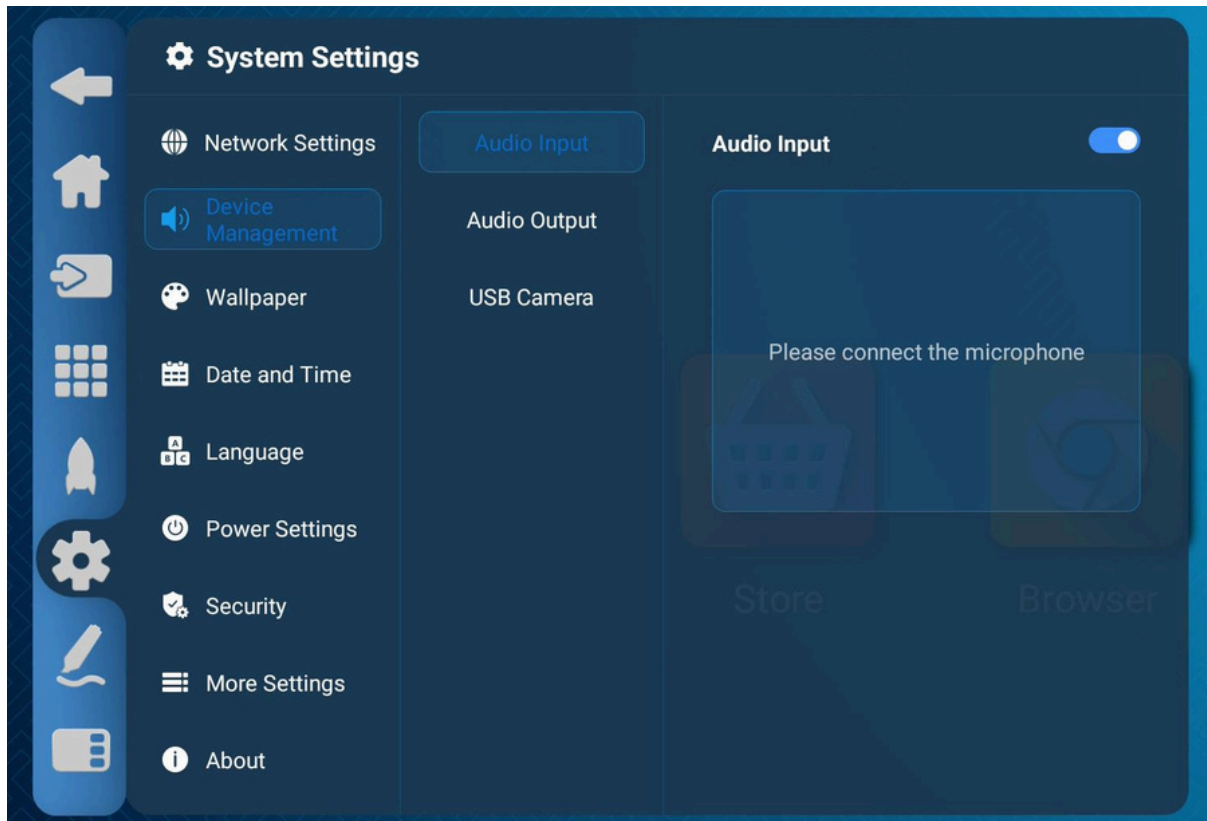 System Settings
Network Settings
Device
Management
Wallpaper
Date and Time
A
B C
Language
Power Settings
Security
More Settings
About
Audio Input
Audio Output
USB Camera
Audio Input
Please connect the microphone
Store
Browser